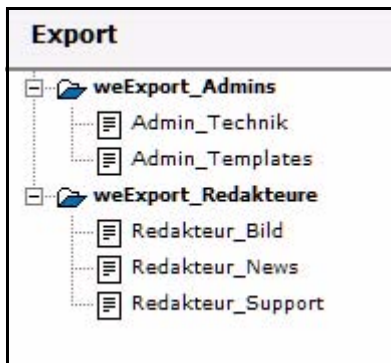 Export
weExport_Admins
Admin_Technik
Admin_Templates
weExport_Redakteure
Redakteur_Bild
Redakteur_News
Redakteur_Support